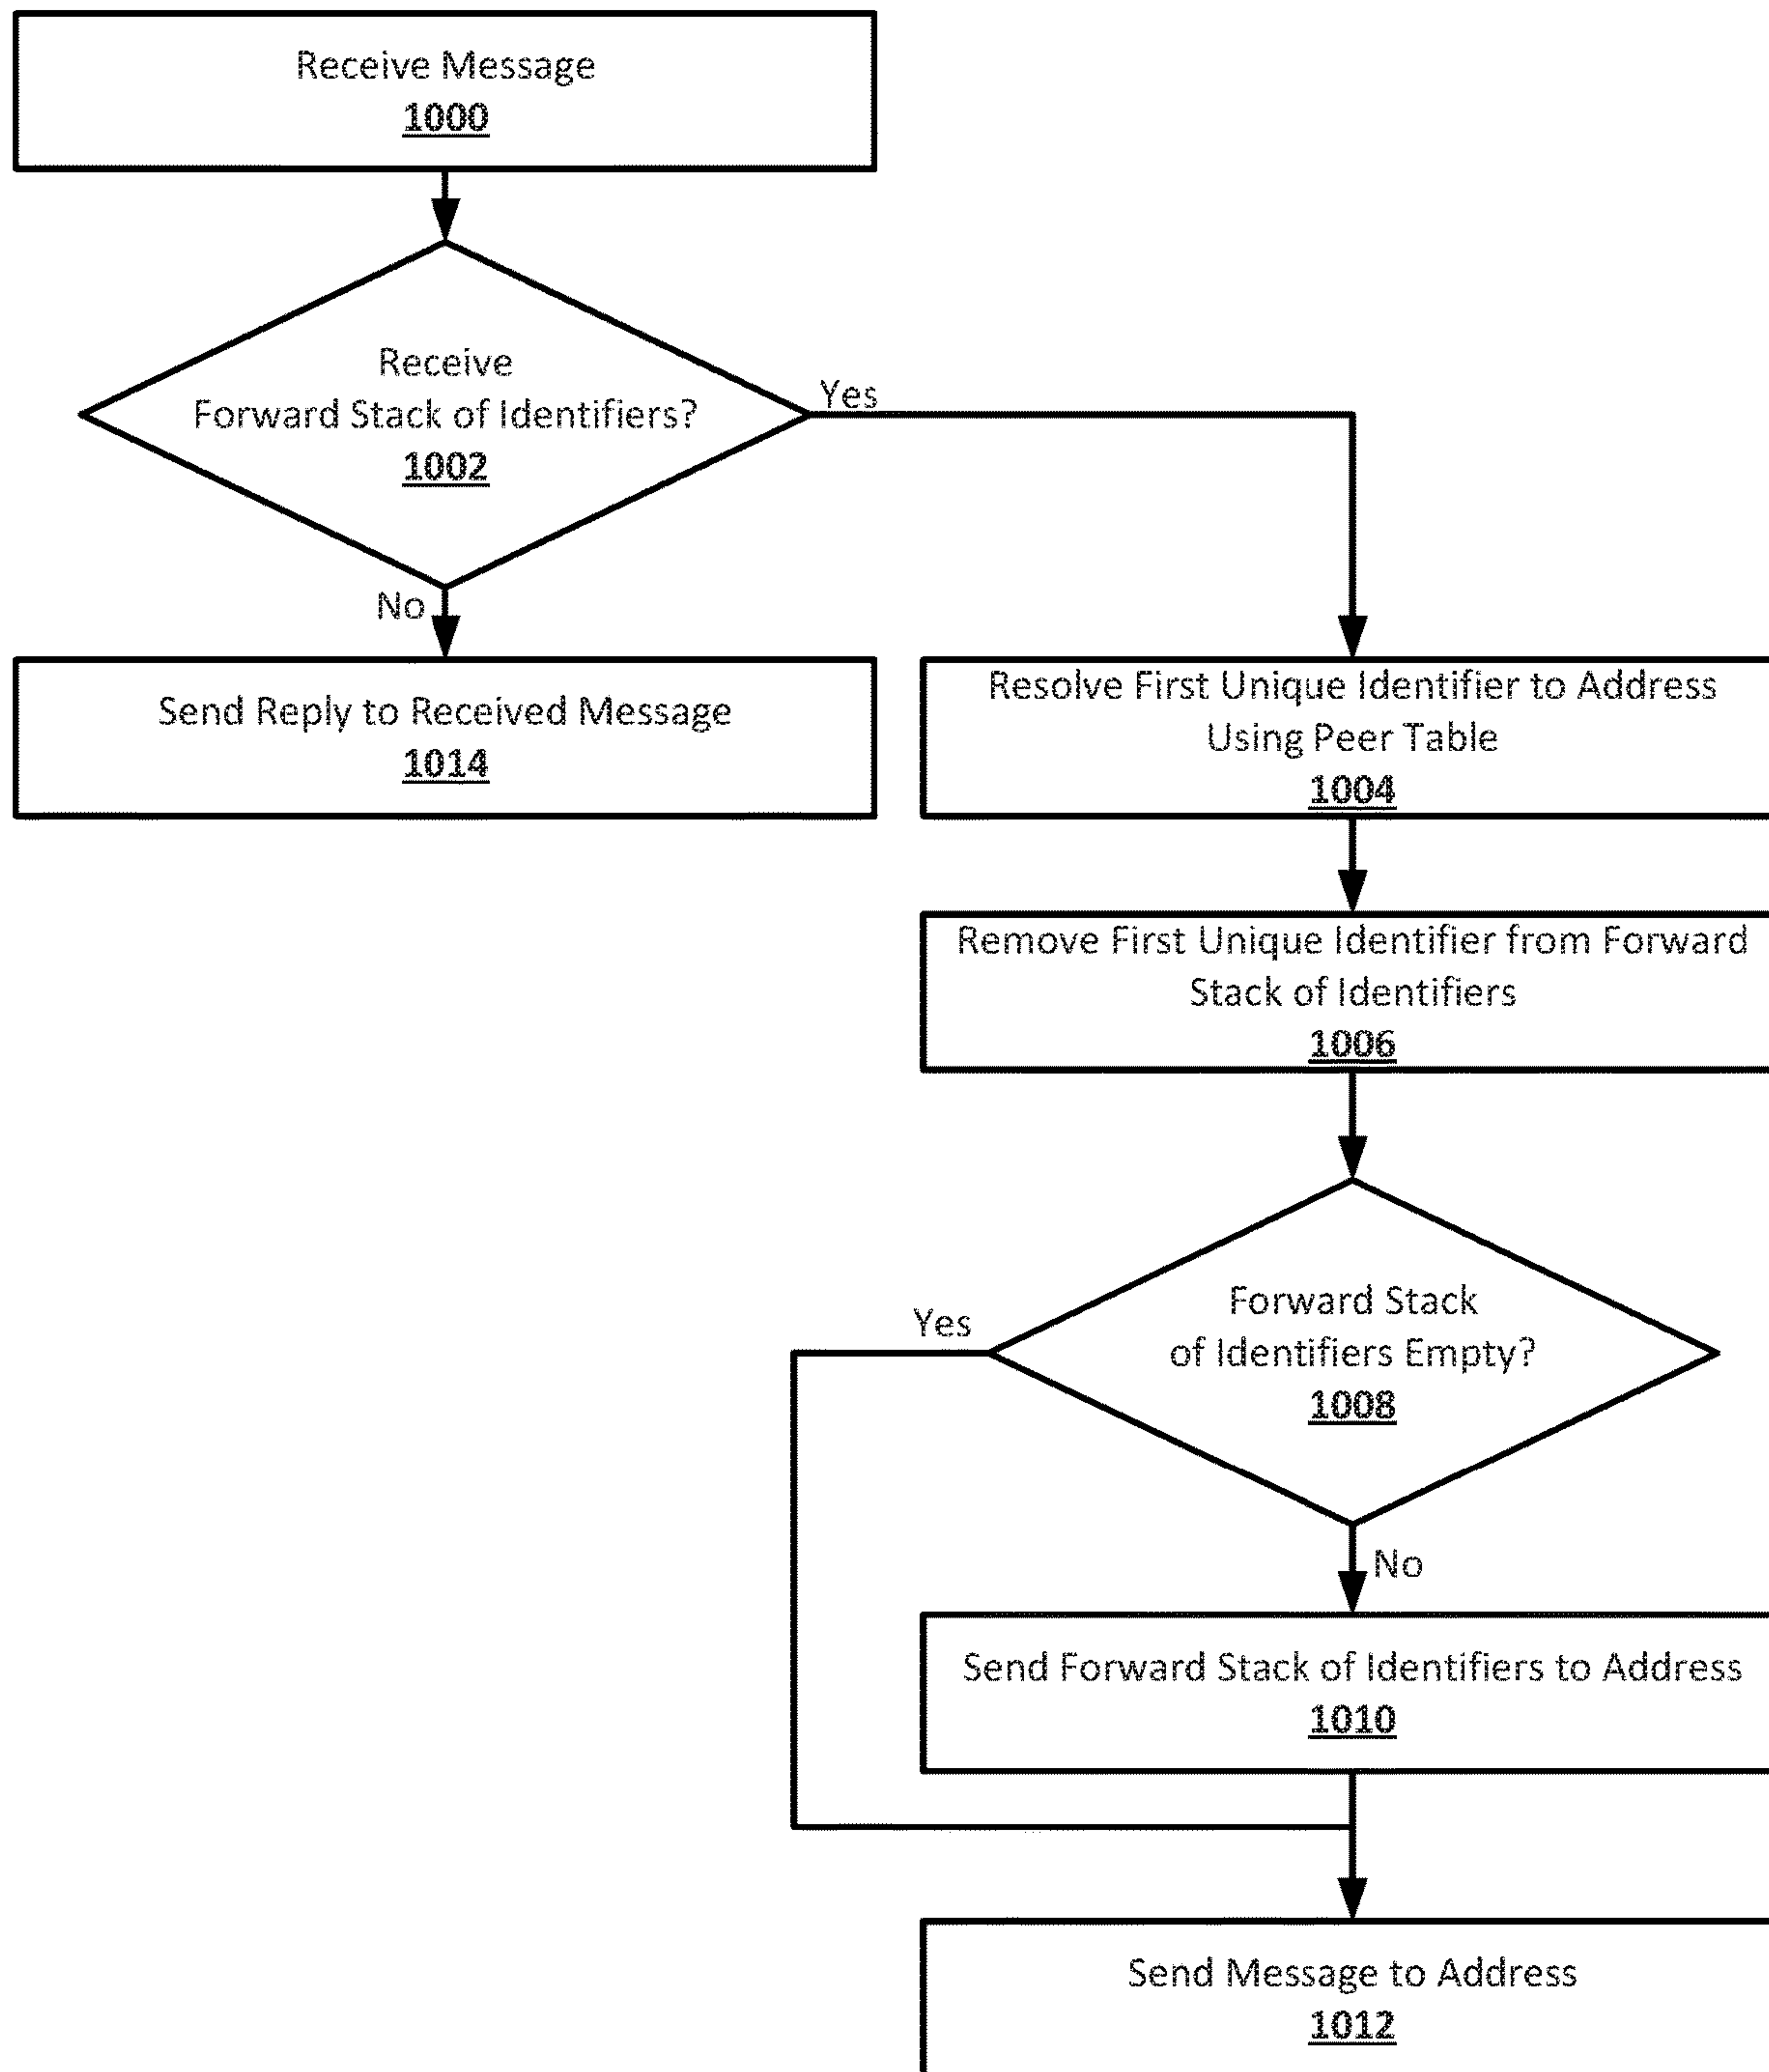 Receive Message
1000
Receive
Forward Stack of Identifiers?
1002
Yes
No
Send Reply to Received Message
1014
Resolve First Unique Identifier to Address
Using Peer Table
1004
Remove First Unique Identifier from Forward
Stack of Identifiers
1006
Forward Stack
of Identifiers Empty?
1008
Yes
No
Send Forward Stack of Identifiers to Address
1010
Send Message to Address
1012